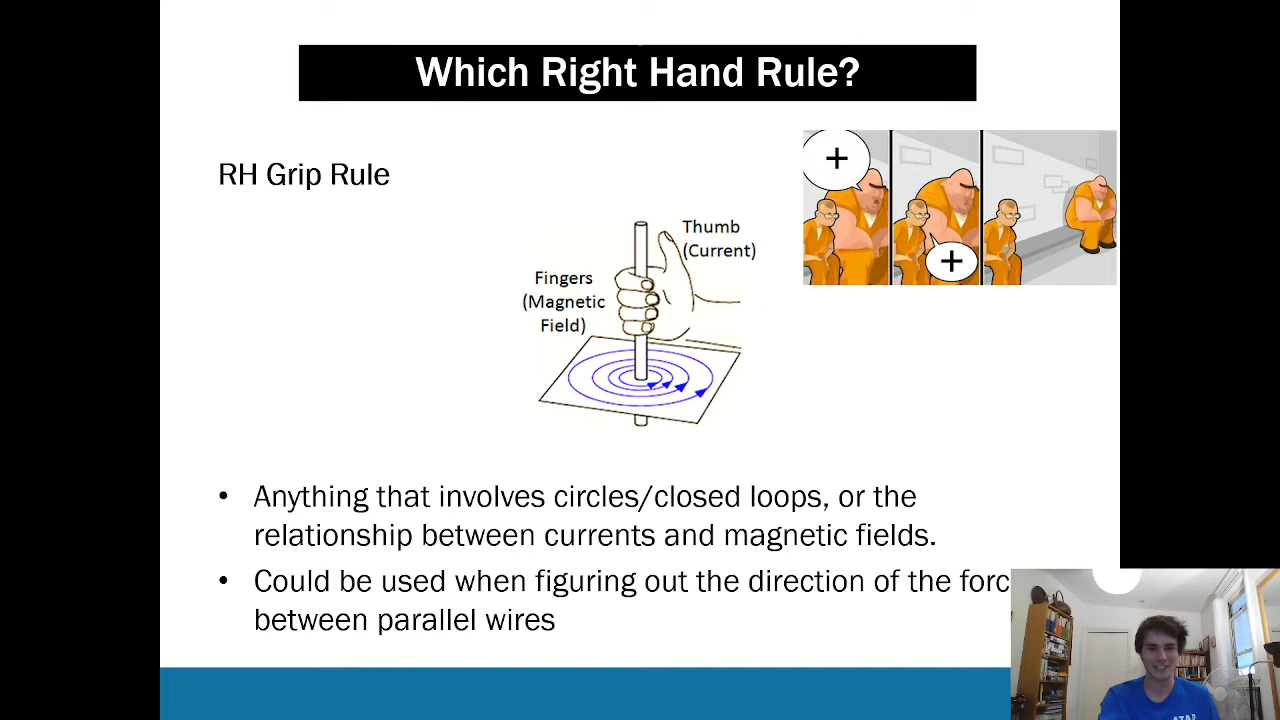 Which Right Hand Rule?
RH Grip Rule
+
+
Thumb
(Current)
Fingers
(Magnetic
Field)
• Anything that involves circles/closed loops, or the
relationship between currents and magnetic fields.
• Could be used when figuring out the direction of the forc
between parallel wires